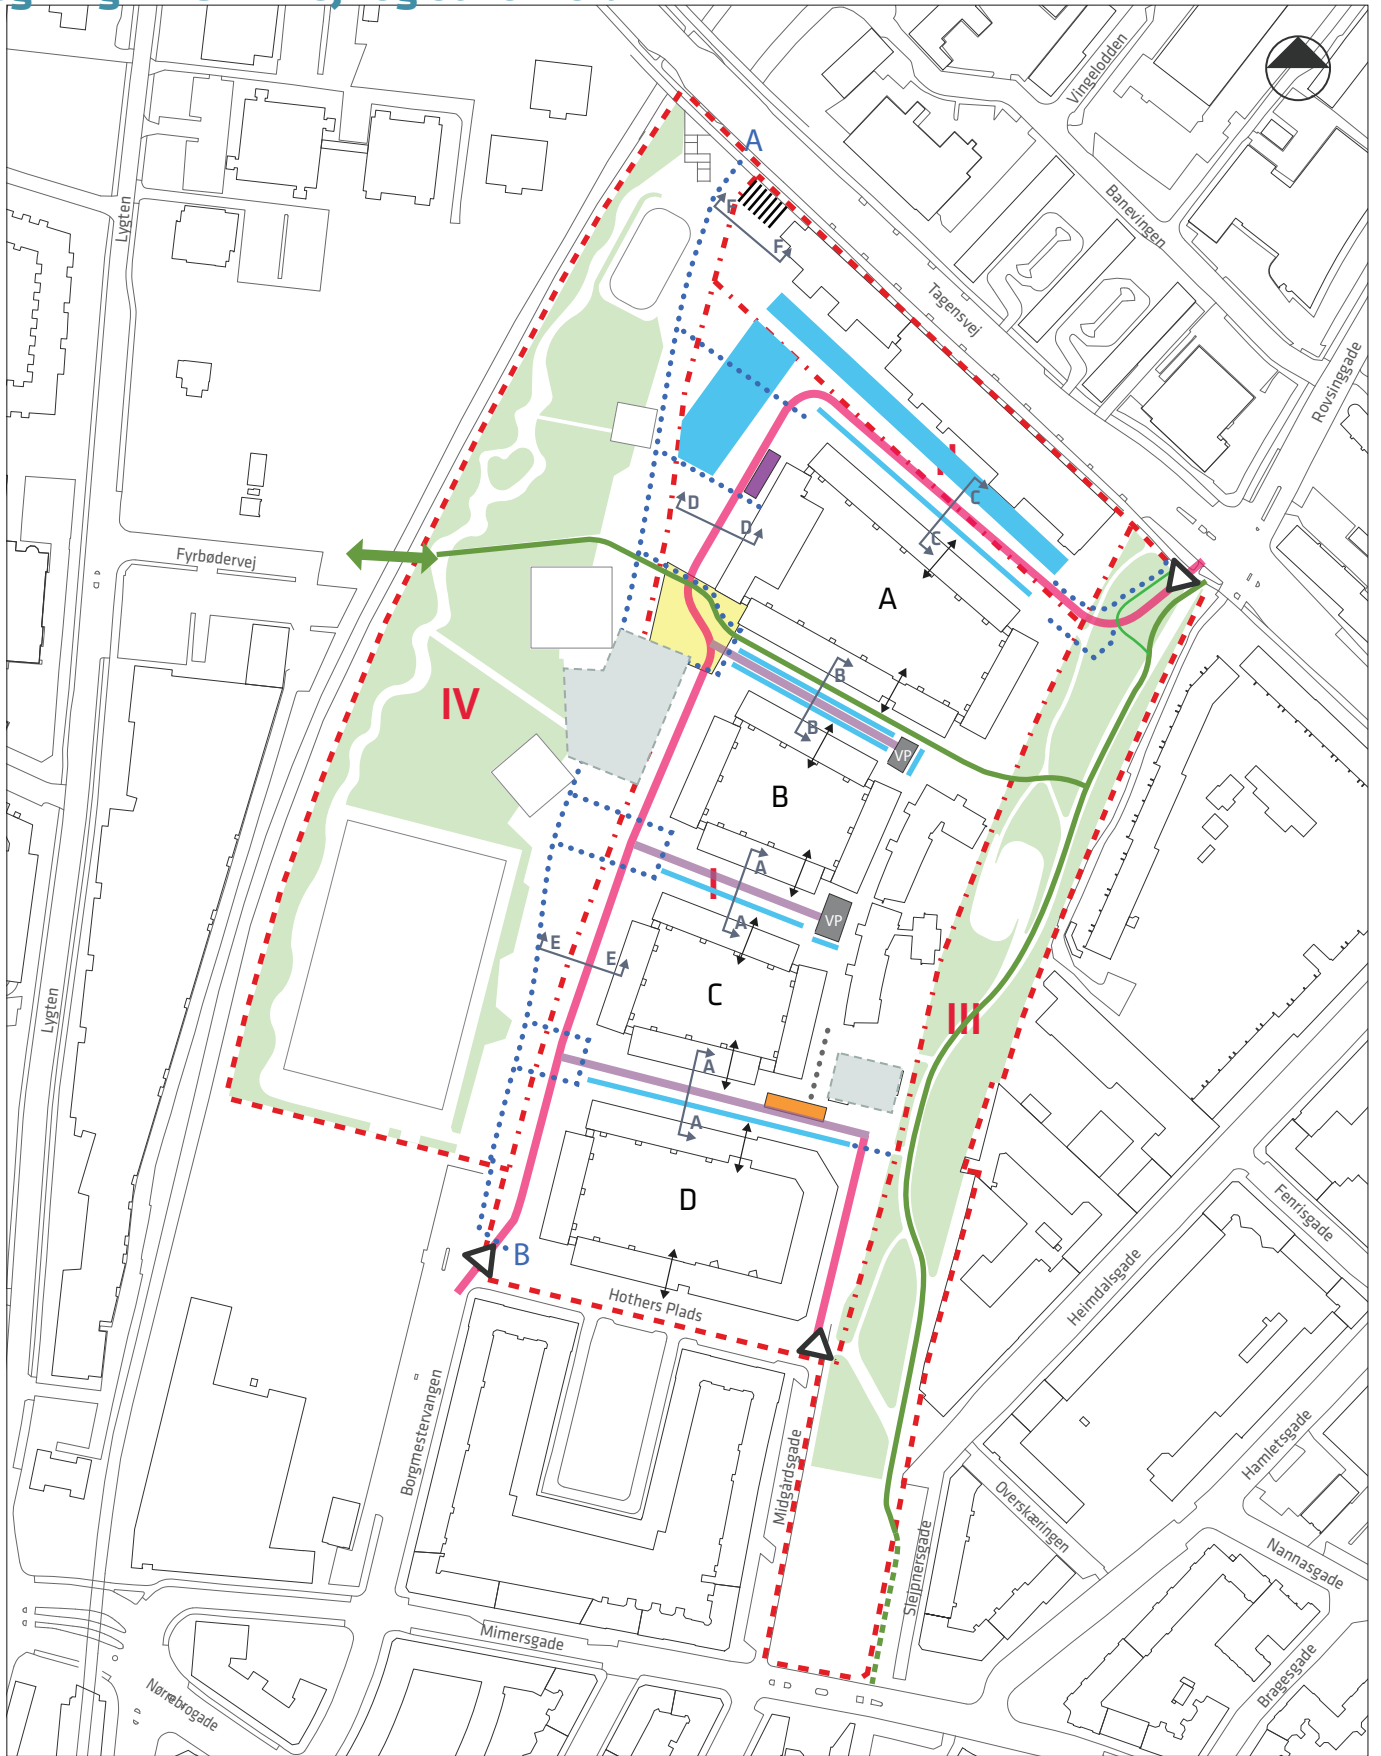 Vingelodden
A
Banevingen
Lygten
F
F
Tagensvej
Rovsinggade
C
C
D
D
Fyrbødervej
A
IV
B
B
VP
B
A
I
A
VP
E
E
C
Lygten
III
A
A
D
B
Hothers Plads
Fenrisgade
Heimdalsgade
Borgmestervangen
Midgårdsgade
Hamletsgade
Overskæringen
Sleipnersgade
Nannasgade
Mimersgade
Bragesgade
Nørrebrogade